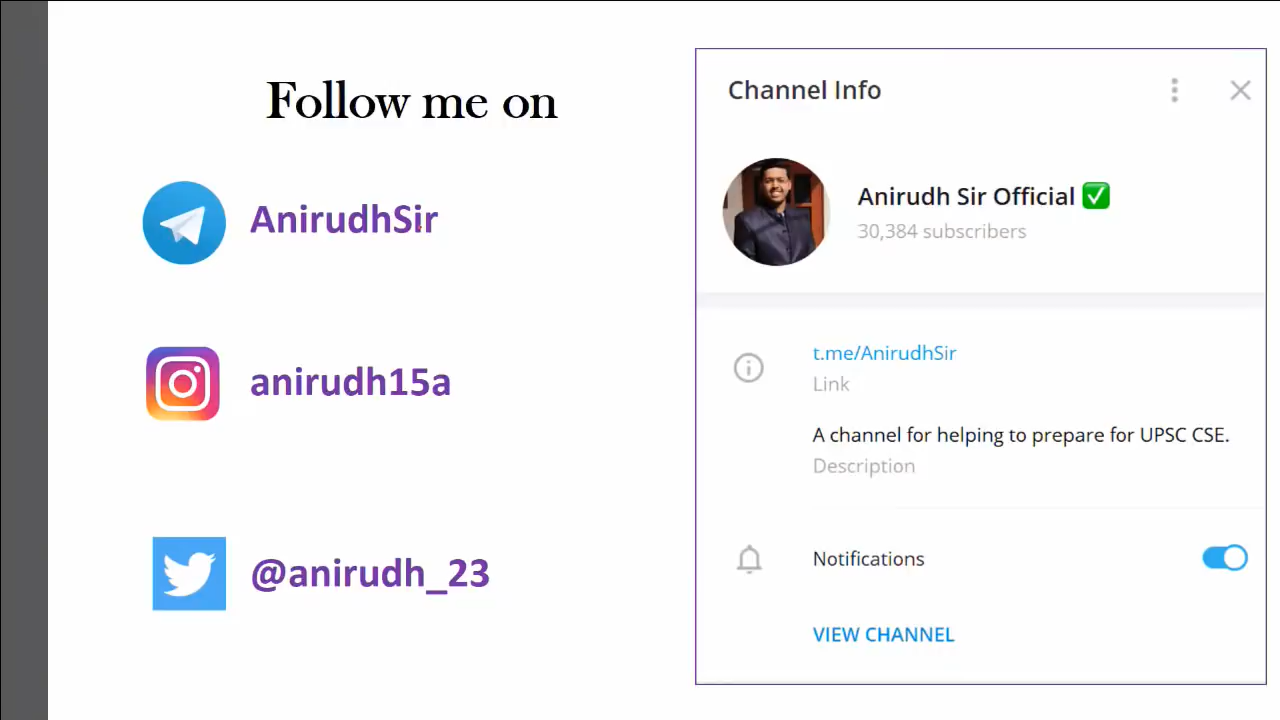 Follow me on
AnirudhSir
anirudh15a
@anirudh_23
Channel Info
Anirudh Sir Official ✅
30,384 subscribers
t.me/AnirudhSir
Link
A channel for helping to prepare for UPSC CSE.
Description
Notifications
VIEW CHANNEL